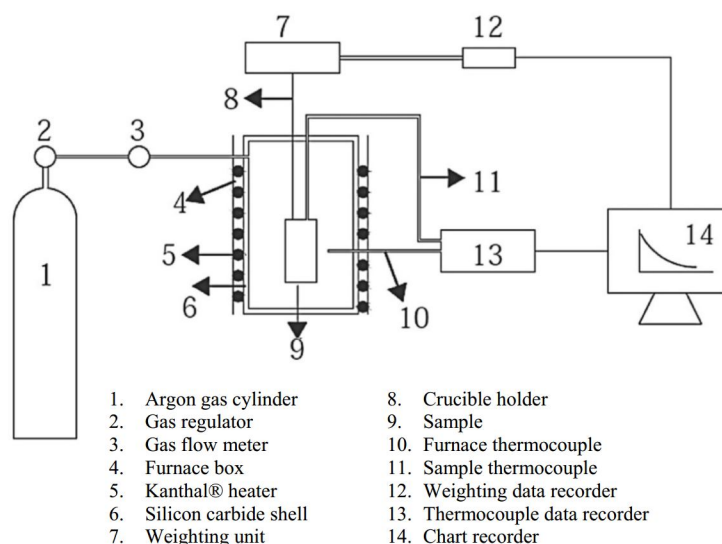 7
12
8
2
3
4
11
1
5
13
14
6
10
9
1. Argon gas cylinder
2. Gas regulator
3. Gas flow meter
4. Furnace box
5. Kanthal® heater
6. Silicon carbide shell
7. Weighting unit
8. Crucible holder
9. Sample
10. Furnace thermocouple
11. Sample thermocouple
12. Weighting data recorder
13. Thermocouple data recorder
14. Chart recorder